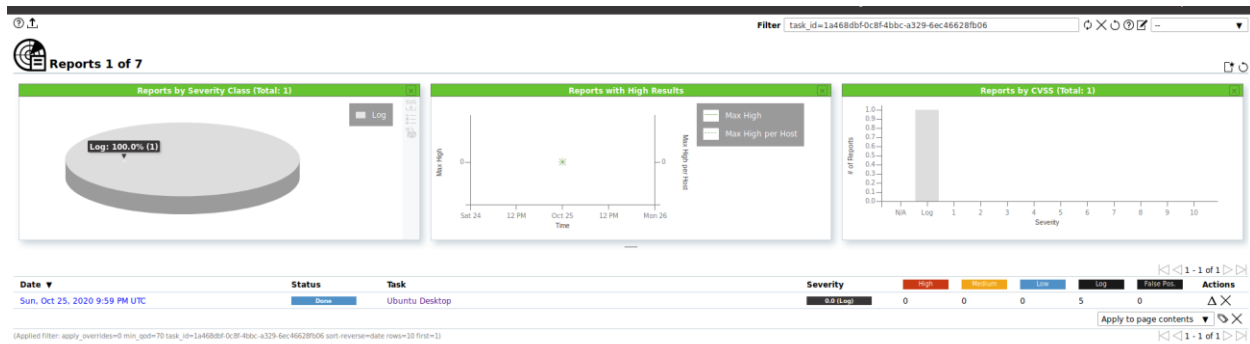 Filter task_id=1a468dbf-0c8f-4bbc-a329-6ec46628fb06 --
Reports 1 of 7
Reports by Severity Class (Total: 1)
Log
Log: 100.0% (1)
Reports with High Results
Max High
Max High per Host
Max High
0
0
Max High per Host
Sat 24 12 PM Oct 25 12 PM Mon 26
Time
Reports by CVSS (Total: 1)
# of Reports
1.0
0.9
0.8
0.7
0.6
0.5
0.4
0.3
0.2
0.1
0.0
N/A Log 1 2 3 4 5 6 7 8 9 10
Severity
1 - 1 of 1
Date ▼ Status Task Severity High Medium Low Log False Pos. Actions
Sun, Oct 25, 2020 9:59 PM UTC Done Ubuntu Desktop 0.0 (Log) 0 0 0 5 0
Apply to page contents ▼
(Applied filter: apply_overrides=0 min_qod=70 task_id=1a468dbf-0c8f-4bbc-a329-6ec46628fb06 sort-reverse=date rows=10 first=1)
1 - 1 of 1